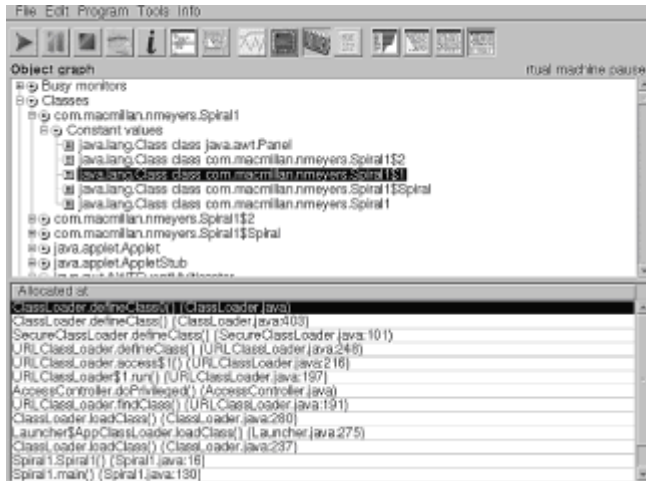 File Edit Program Tools Info
Object graph
rtual machine pause
Busy monitors
Classes
com.macmillan.nmeyers.Spiral1
Constant values
java.lang.Class class java.awt.Panel
java.lang.Class class com.macmillan.nmeyers.Spiral1$2
java.lang.Class class com.macmillan.nmeyers.Spiral1$1
java.lang.Class class com.macmillan.nmeyers.Spiral1$Spiral
java.lang.Class class com.macmillan.nmeyers.Spiral1
com.macmillan.nmeyers.Spiral1$2
com.macmillan.nmeyers.Spiral1$Spiral
java.applet.Applet
java.applet.AppletStub
Allocated at
ClassLoader.defineClass0() (ClassLoader.java)
ClassLoader.defineClass() (ClassLoader.java:403)
SecureClassLoader.defineClass() (SecureClassLoader.java:101)
URLClassLoader.defineClass() (URLClassLoader.java:248)
URLClassLoader.access$1() (URLClassLoader.java:216)
URLClassLoader$1.run() (URLClassLoader.java:197)
AccessController.doPrivileged() (AccessController.java)
URLClassLoader.findClass() (URLClassLoader.java:191)
ClassLoader.loadClass() (ClassLoader.java:280)
Launcher$AppClassLoader.loadClass() (Launcher.java:275)
ClassLoader.loadClass() (ClassLoader.java:237)
Spiral1.Spiral1() (Spiral1.java:16)
Spiral1.main() (Spiral1.java:130)